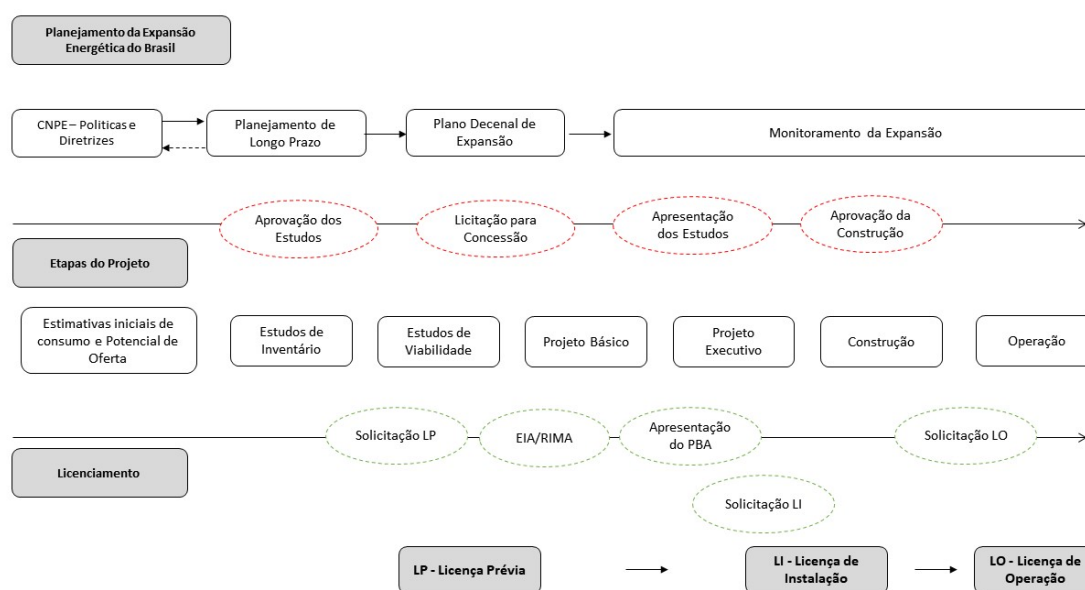 Planejamento da Expansão
Energética do Brasil
CNPE – Políticas e
Diretrizes
Planejamento de
Longo Prazo
Plano Decenal de
Expansão
Monitoramento da Expansão
Aprovação dos
Estudos
Licitação para
Concessão
Apresentação
dos Estudos
Aprovação da
Construção
Etapas do Projeto
Estimativas iniciais de
consumo e Potencial de
Oferta
Estudos de
Inventário
Estudos de
Viabilidade
Projeto Básico
Projeto
Executivo
Construção
Operação
Solicitação LP
EIA/RIMA
Apresentação
do PBA
Solicitação LO
Licenciamento
Solicitação LI
LP - Licença Prévia
LI - Licença de
Instalação
LO - Licença de
Operação